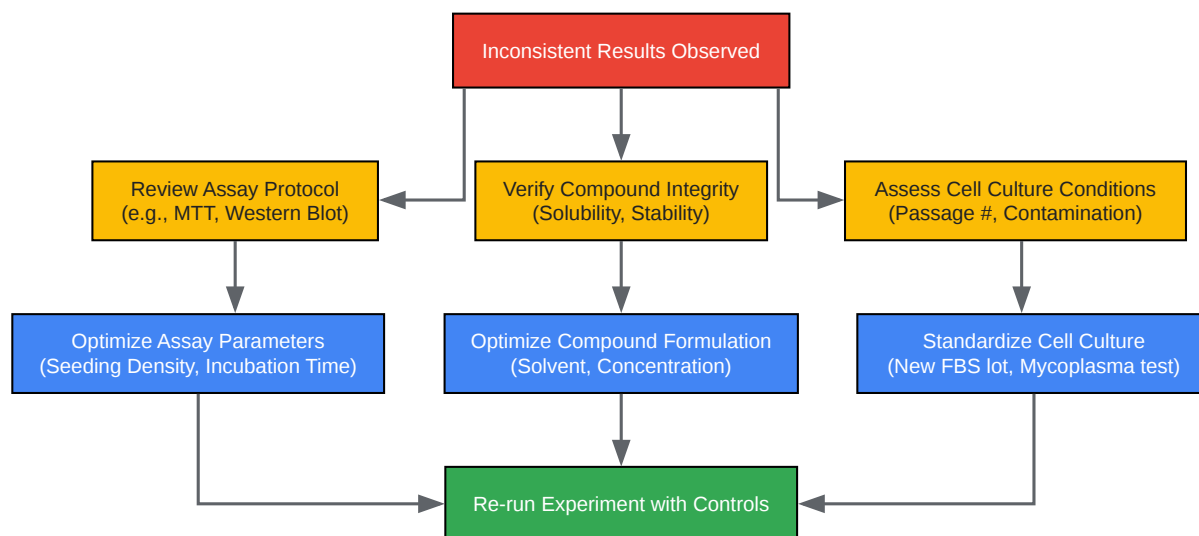 Inconsistent Results Observed
Review Assay Protocol
(e.g., MTT, Western Blot)
Verify Compound Integrity
(Solubility, Stability)
Assess Cell Culture Conditions
(Passage #, Contamination)
Optimize Assay Parameters
(Seeding Density, Incubation Time)
Optimize Compound Formulation
(Solvent, Concentration)
Standardize Cell Culture
(New FBS lot, Mycoplasma test)
Re-run Experiment with Controls